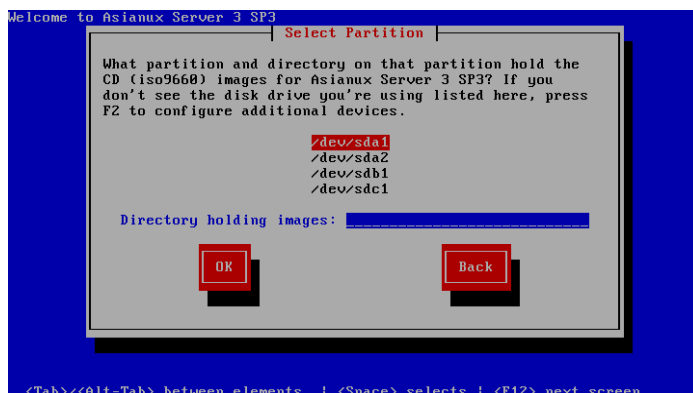 Welcome to Asianux Server 3 SP3
Select Partition
What partition and directory on that partition hold the
CD (iso9660) images for Asianux Server 3 SP3? If you
don't see the disk drive you're using listed here, press
F2 to configure additional devices.
/dev/sda1
/dev/sda2
/dev/sdb1
/dev/sdc1
Directory holding images:
OK Back
<Tab>/<Alt-Tab> between elements | <Space> selects | <F12> next screen